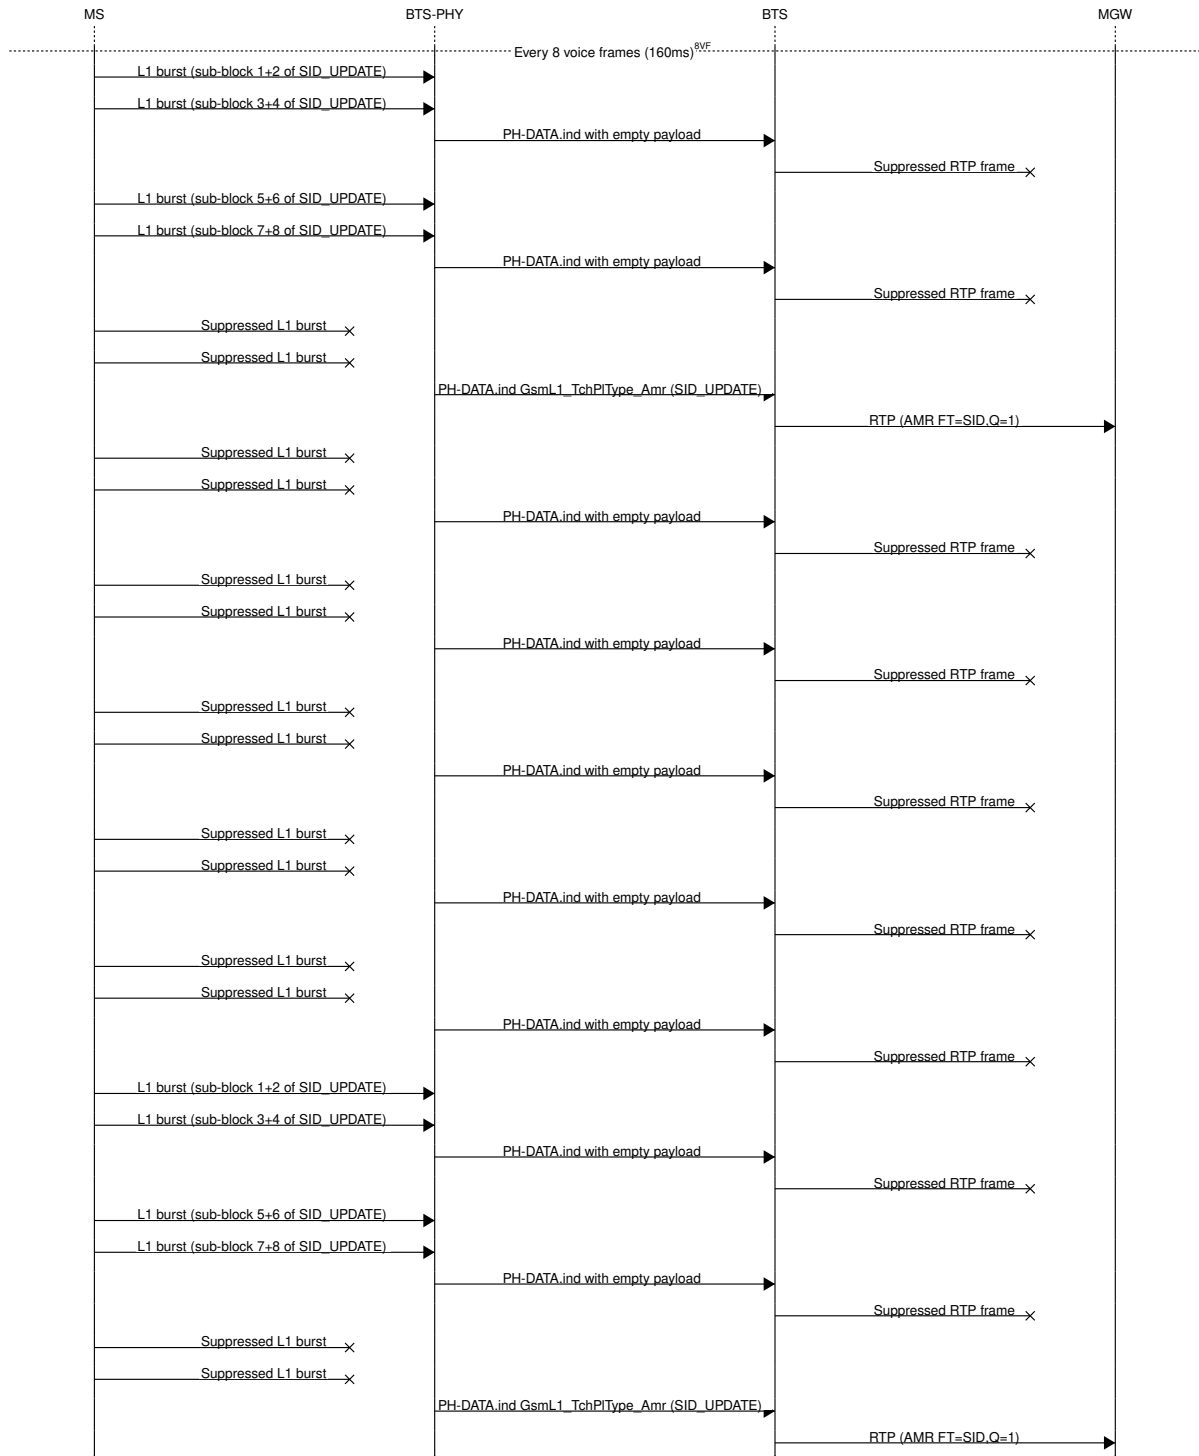 MS BTS-PHY BTS MGW
Every 8 voice frames (160ms)8VF
L1 burst (sub-block 1+2 of SID_UPDATE)
L1 burst (sub-block 3+4 of SID_UPDATE)
PH-DATA.ind with empty payload
Suppressed RTP frame
L1 burst (sub-block 5+6 of SID_UPDATE)
L1 burst (sub-block 7+8 of SID_UPDATE)
PH-DATA.ind with empty payload
Suppressed RTP frame
Suppressed L1 burst
Suppressed L1 burst
PH-DATA.ind GsmL1_TchPlType_Amr (SID_UPDATE)
RTP (AMR FT=SID,Q=1)
Suppressed L1 burst
Suppressed L1 burst
PH-DATA.ind with empty payload
Suppressed RTP frame
Suppressed L1 burst
Suppressed L1 burst
PH-DATA.ind with empty payload
Suppressed RTP frame
Suppressed L1 burst
Suppressed L1 burst
PH-DATA.ind with empty payload
Suppressed RTP frame
Suppressed L1 burst
Suppressed L1 burst
PH-DATA.ind with empty payload
Suppressed RTP frame
Suppressed L1 burst
Suppressed L1 burst
PH-DATA.ind with empty payload
Suppressed RTP frame
L1 burst (sub-block 1+2 of SID_UPDATE)
L1 burst (sub-block 3+4 of SID_UPDATE)
PH-DATA.ind with empty payload
Suppressed RTP frame
L1 burst (sub-block 5+6 of SID_UPDATE)
L1 burst (sub-block 7+8 of SID_UPDATE)
PH-DATA.ind with empty payload
Suppressed RTP frame
Suppressed L1 burst
Suppressed L1 burst
PH-DATA.ind GsmL1_TchPlType_Amr (SID_UPDATE)
RTP (AMR FT=SID,Q=1)